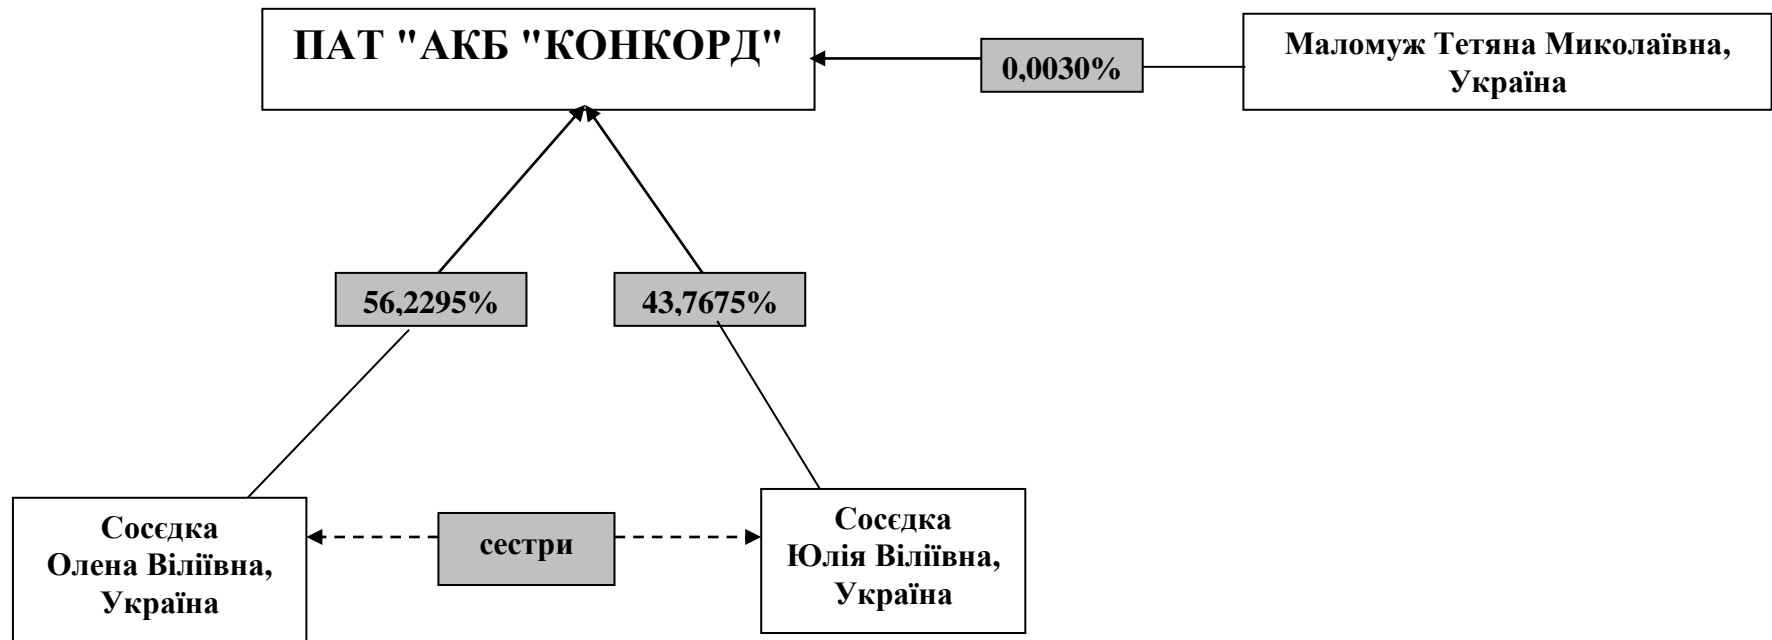 ПАТ "АКБ "КОНКОРД"
0,0030%
Маломуж Тетяна Миколаївна,
Україна
56,2295%
43,7675%
Сосєдка
Олена Віліївна,
Україна
сестри
Сосєдка
Юлія Віліївна,
Україна